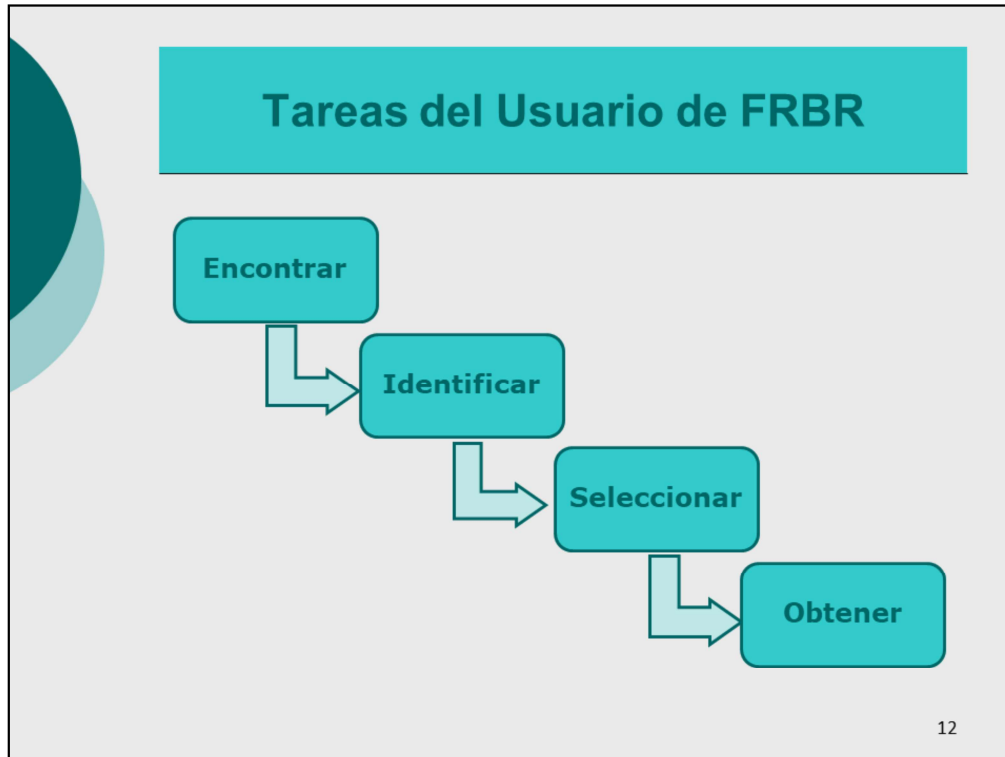 Tareas del Usuario de FRBR
Encontrar
Identificar
Seleccionar
Obtener
12